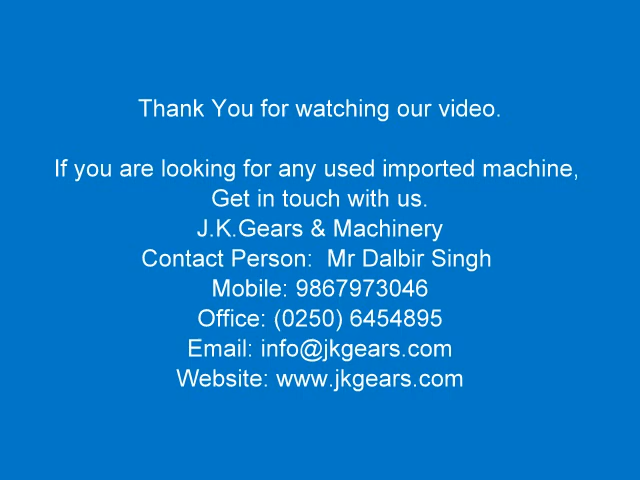 Thank You for watching our video.
If you are looking for any used imported machine,
Get in touch with us.
J.K.Gears & Machinery
Contact Person:  Mr Dalbir Singh
Mobile: 9867973046
Office: (0250) 6454895
Email: info@jkgears.com
Website: www.jkgears.com